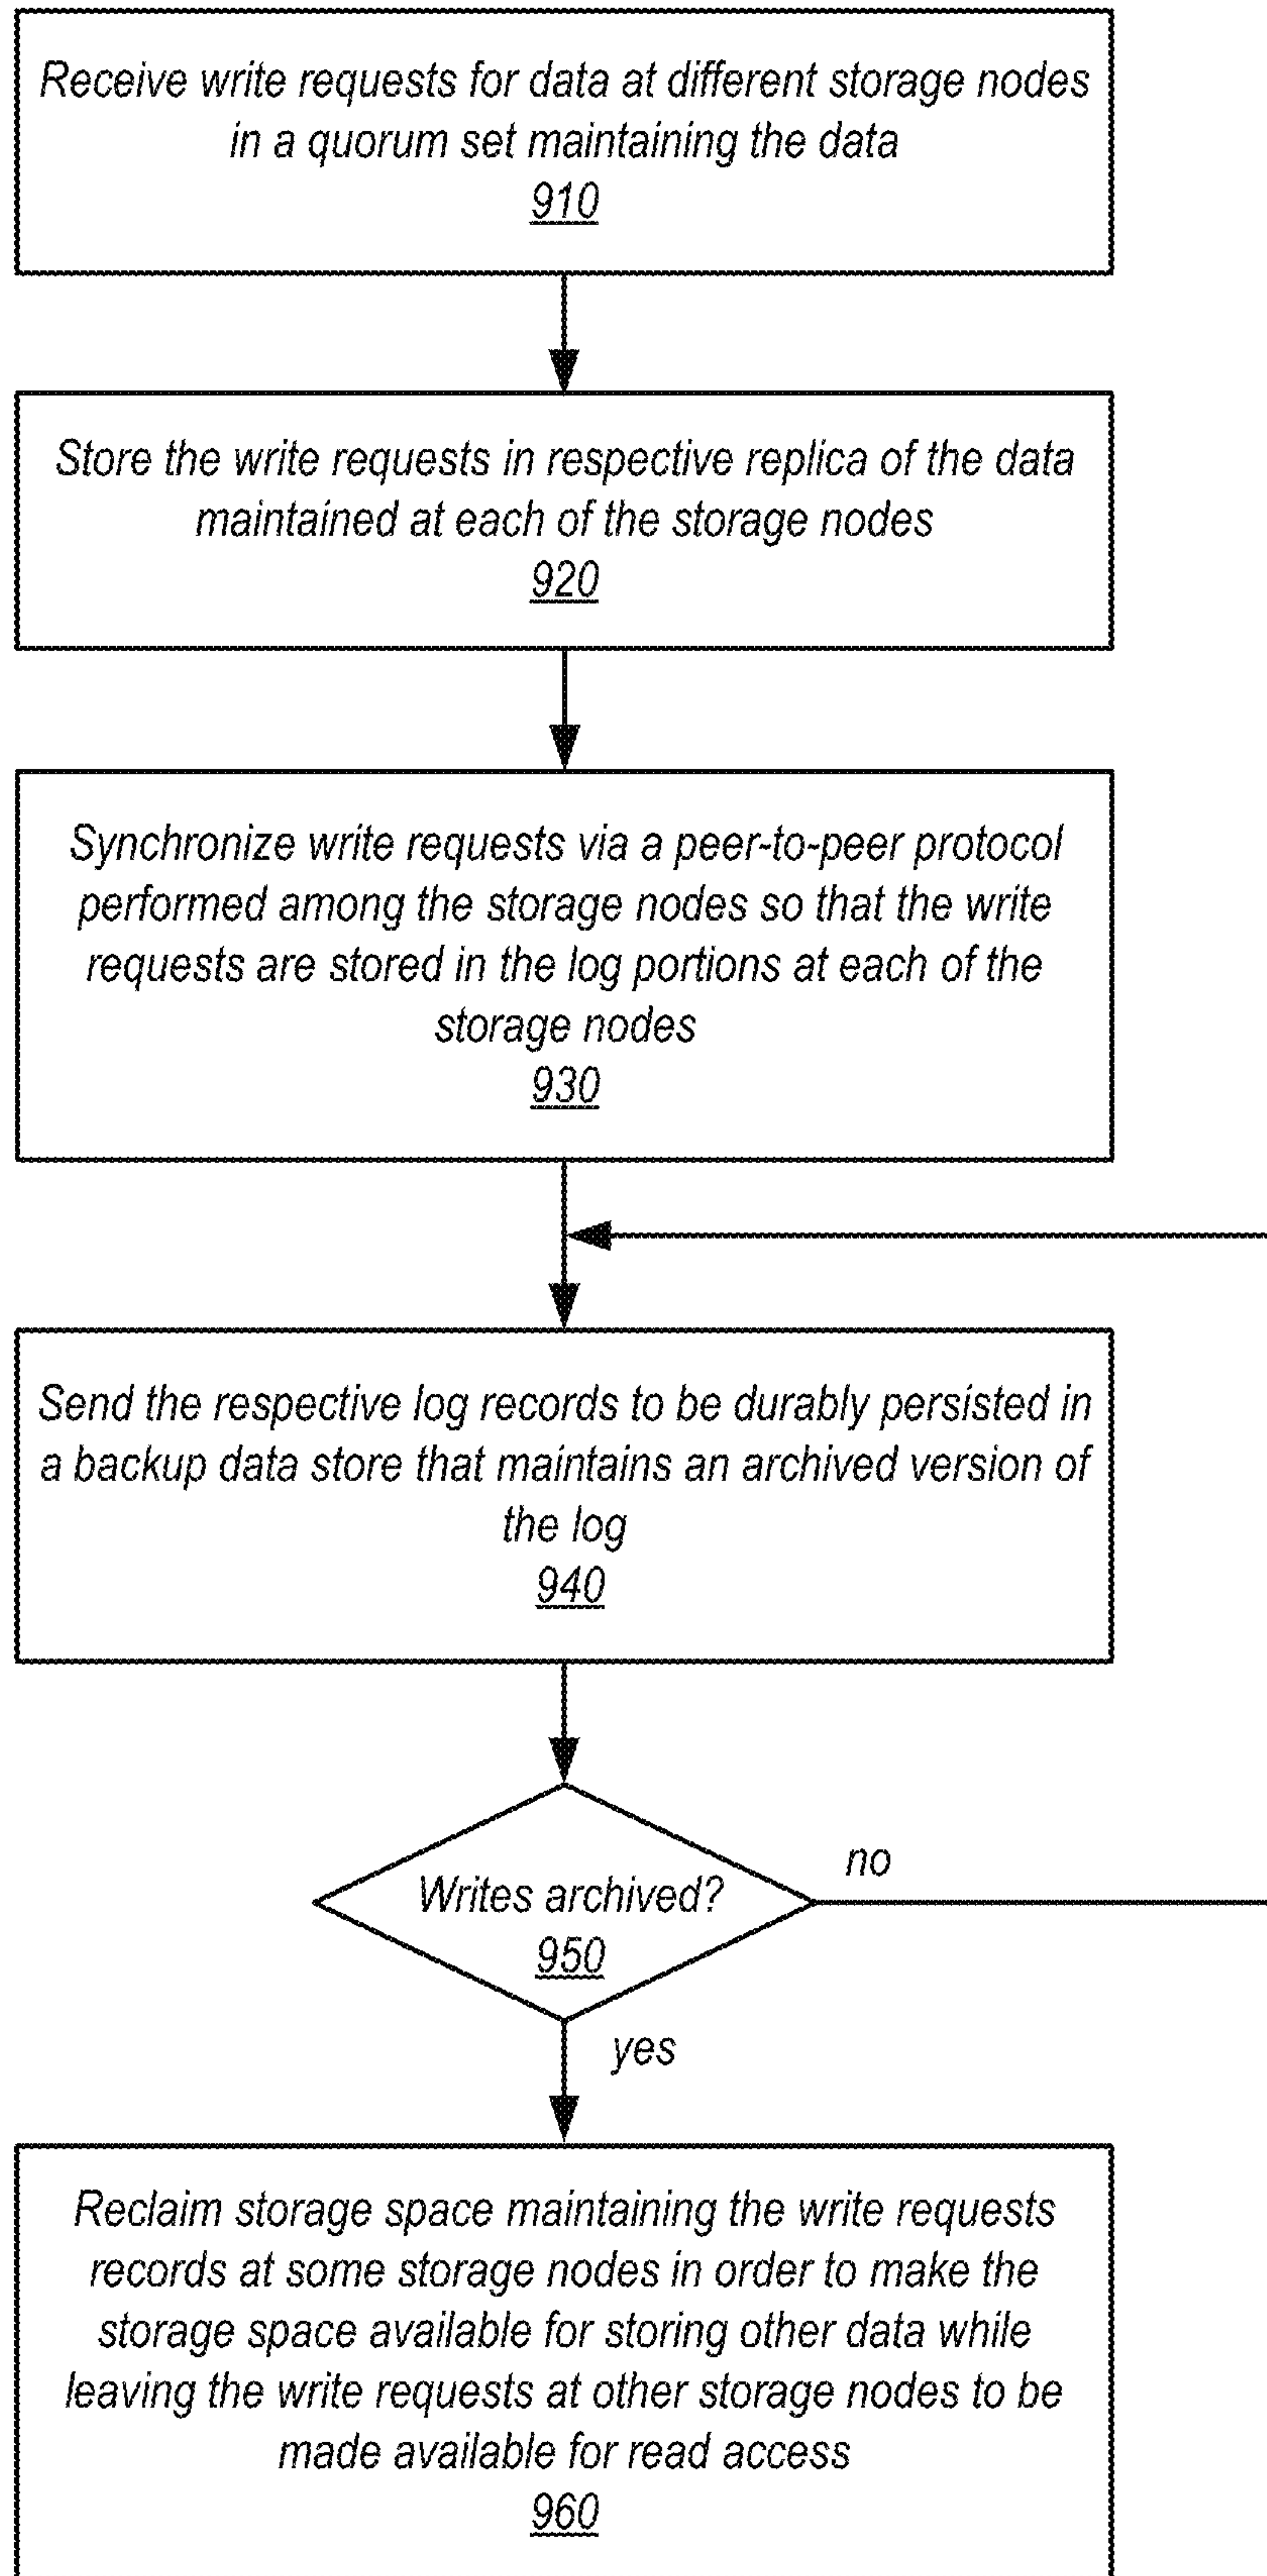 Receive write requests for data at different storage nodes
in a quorum set maintaining the data
910
Store the write requests in respective replica of the data
maintained at each of the storage nodes
920
Synchronize write requests via a peer-to-peer protocol
performed among the storage nodes so that the write
requests are stored in the log portions at each of the
storage nodes
930
Send the respective log records to be durably persisted in
a backup data store that maintains an archived version of
the log
940
no
Writes archived?
950
yes
Reclaim storage space maintaining the write requests
records at some storage nodes in order to make the
storage space available for storing other data while
leaving the write requests at other storage nodes to be
made available for read access
960